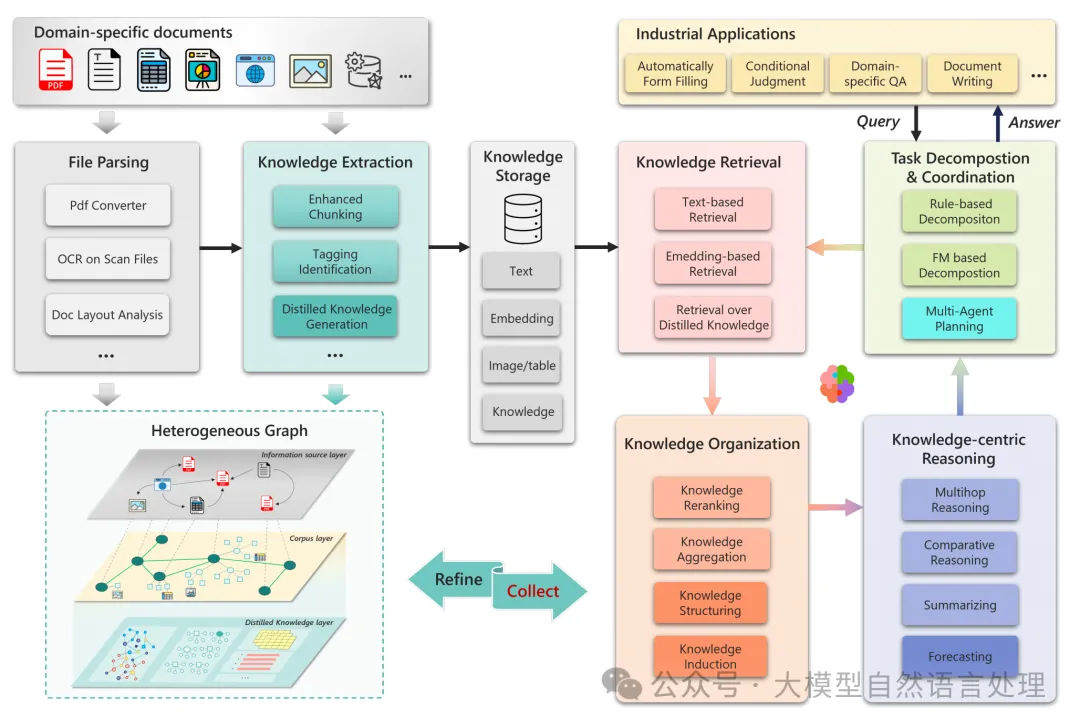 Domain-specific documents
PDF
T
...
Industrial Applications
Automatically
Form Filling
Conditional
Judgment
Domain-
specific QA
Document
Writing
...
Query
Answer
File Parsing
Pdf Converter
OCR on Scan Files
Doc Layout Analysis
...
Knowledge Extraction
Enhanced
Chunking
Tagging
Identification
Distilled Knowledge
Generation
...
Knowledge
Storage
Text
Embedding
Image/table
Knowledge
Knowledge Retrieval
Text-based
Retrieval
Emedding-based
Retrieval
Retrieval over
Distilled Knowledge
Task Decompostion
& Coordination
Rule-based
Decompositon
FM based
Decompostion
Multi-Agent
Planning
Heterogeneous Graph
Information source layer
Corpus layer
Distilled Knowledge layer
Refine
Collect
Knowledge Organization
Knowledge
Reranking
Knowledge
Aggregation
Knowledge
Structuring
Knowledge
Induction
Knowledge-centric
Reasoning
Multihop
Reasoning
Comparative
Reasoning
Summarizing
Forecasting
公众号 · 大模型自然语言处理